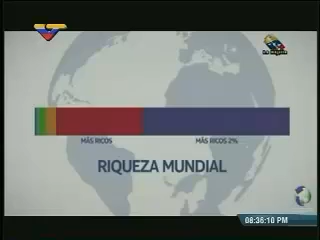 MÁS RICOS
MÁS RICOS 2%
RIQUEZA MUNDIAL
08:36:10 PM